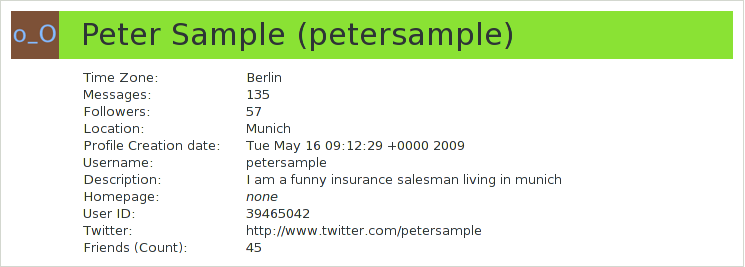 o_O Peter Sample (petersample)
Time Zone: Berlin
Messages: 135
Followers: 57
Location: Munich
Profile Creation date: Tue May 16 09:12:29 +0000 2009
Username: petersample
Description: I am a funny insurance salesman living in munich
Homepage: none
User ID: 39465042
Twitter: http://www.twitter.com/petersample
Friends (Count): 45